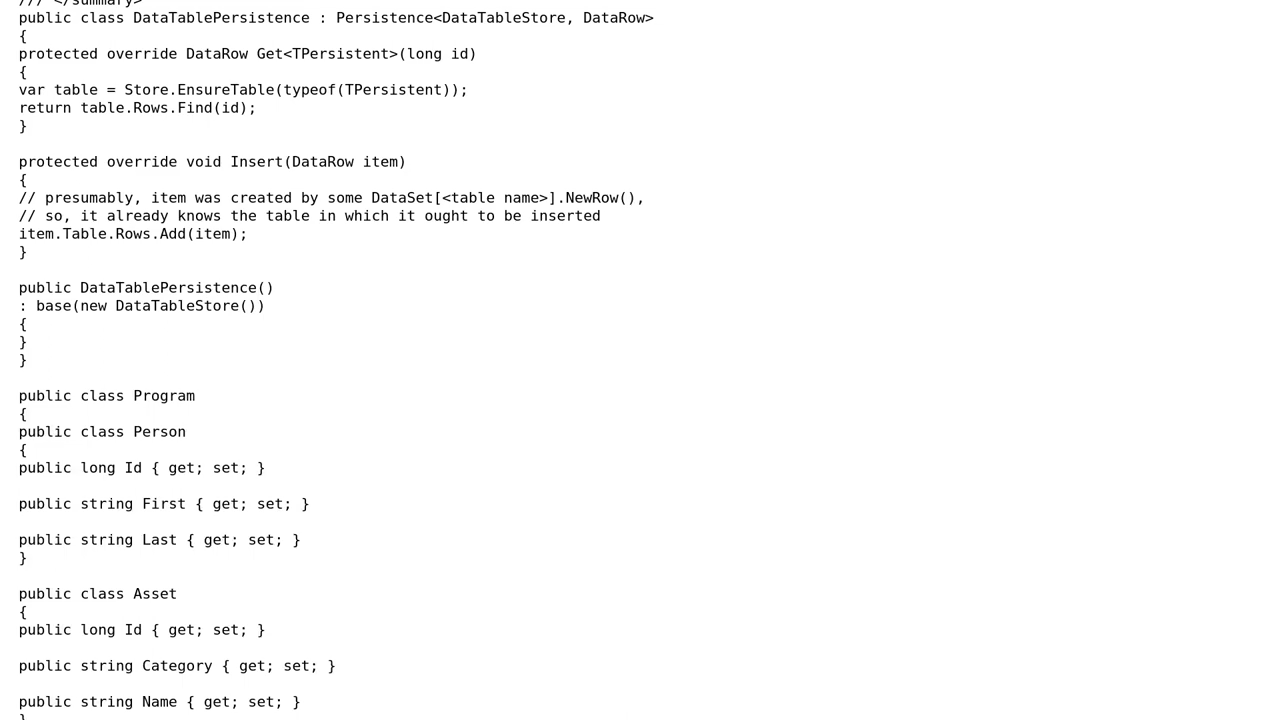 /// </summary>
public class DataTablePersistence : Persistence<DataTableStore, DataRow>
{
protected override DataRow Get<TPersistent>(long id)
{
var table = Store.EnsureTable(typeof(TPersistent));
return table.Rows.Find(id);
}
protected override void Insert(DataRow item)
{
// presumably, item was created by some DataSet[<table name>].NewRow(),
// so, it already knows the table in which it ought to be inserted
item.Table.Rows.Add(item);
}
public DataTablePersistence()
: base(new DataTableStore())
{
}
}
public class Program
{
public class Person
{
public long Id { get; set; }
public string First { get; set; }
public string Last { get; set; }
}
public class Asset
{
public long Id { get; set; }
public string Category { get; set; }
public string Name { get; set; }
}